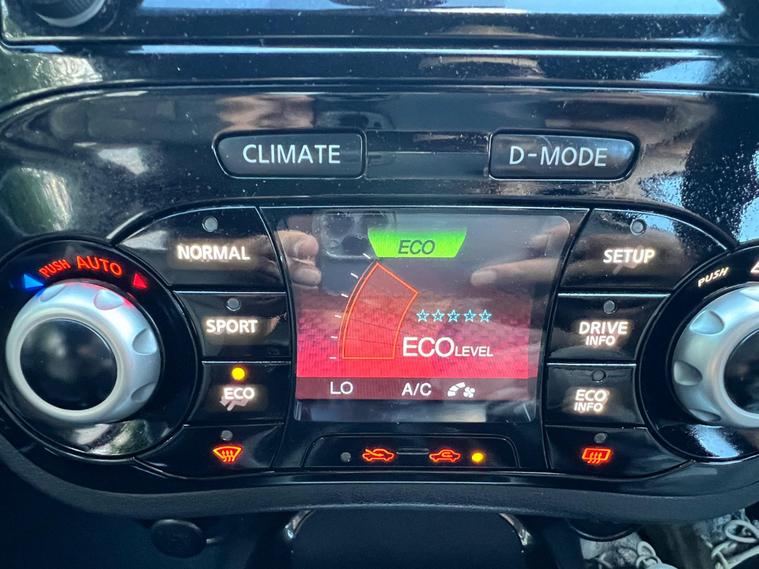 CLIMATE
D-MODE
PUSH AUTO
NORMAL
SPORT
ECO
ECO
ECO LEVEL
LO A/C
SETUP
DRIVE
INFO
ECO
INFO
PUSH